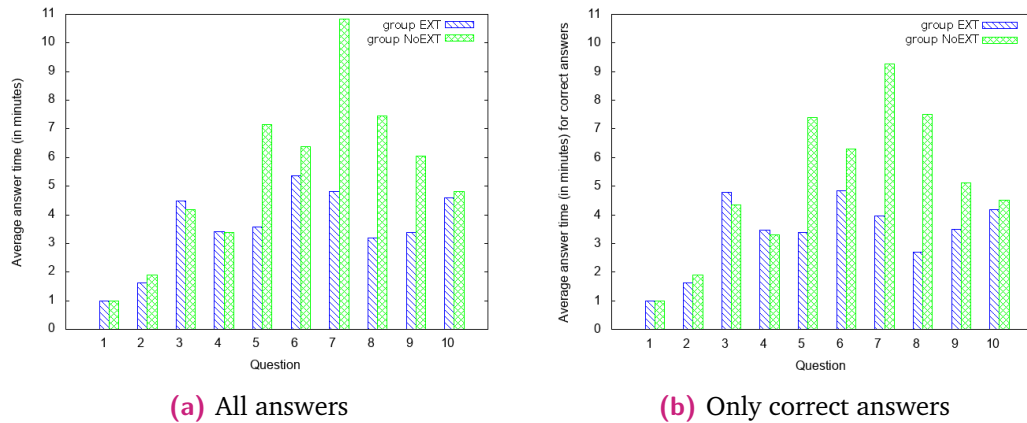 group EXT
group NoEXT
Average answer time (in minutes)
11
10
9
8
7
6
5
4
3
2
1
0
1 2 3 4 5 6 7 8 9 10
Question
(a) All answers
group EXT
group NoEXT
Average answer time (in minutes) for correct answers
11
10
9
8
7
6
5
4
3
2
1
0
1 2 3 4 5 6 7 8 9 10
Question
(b) Only correct answers